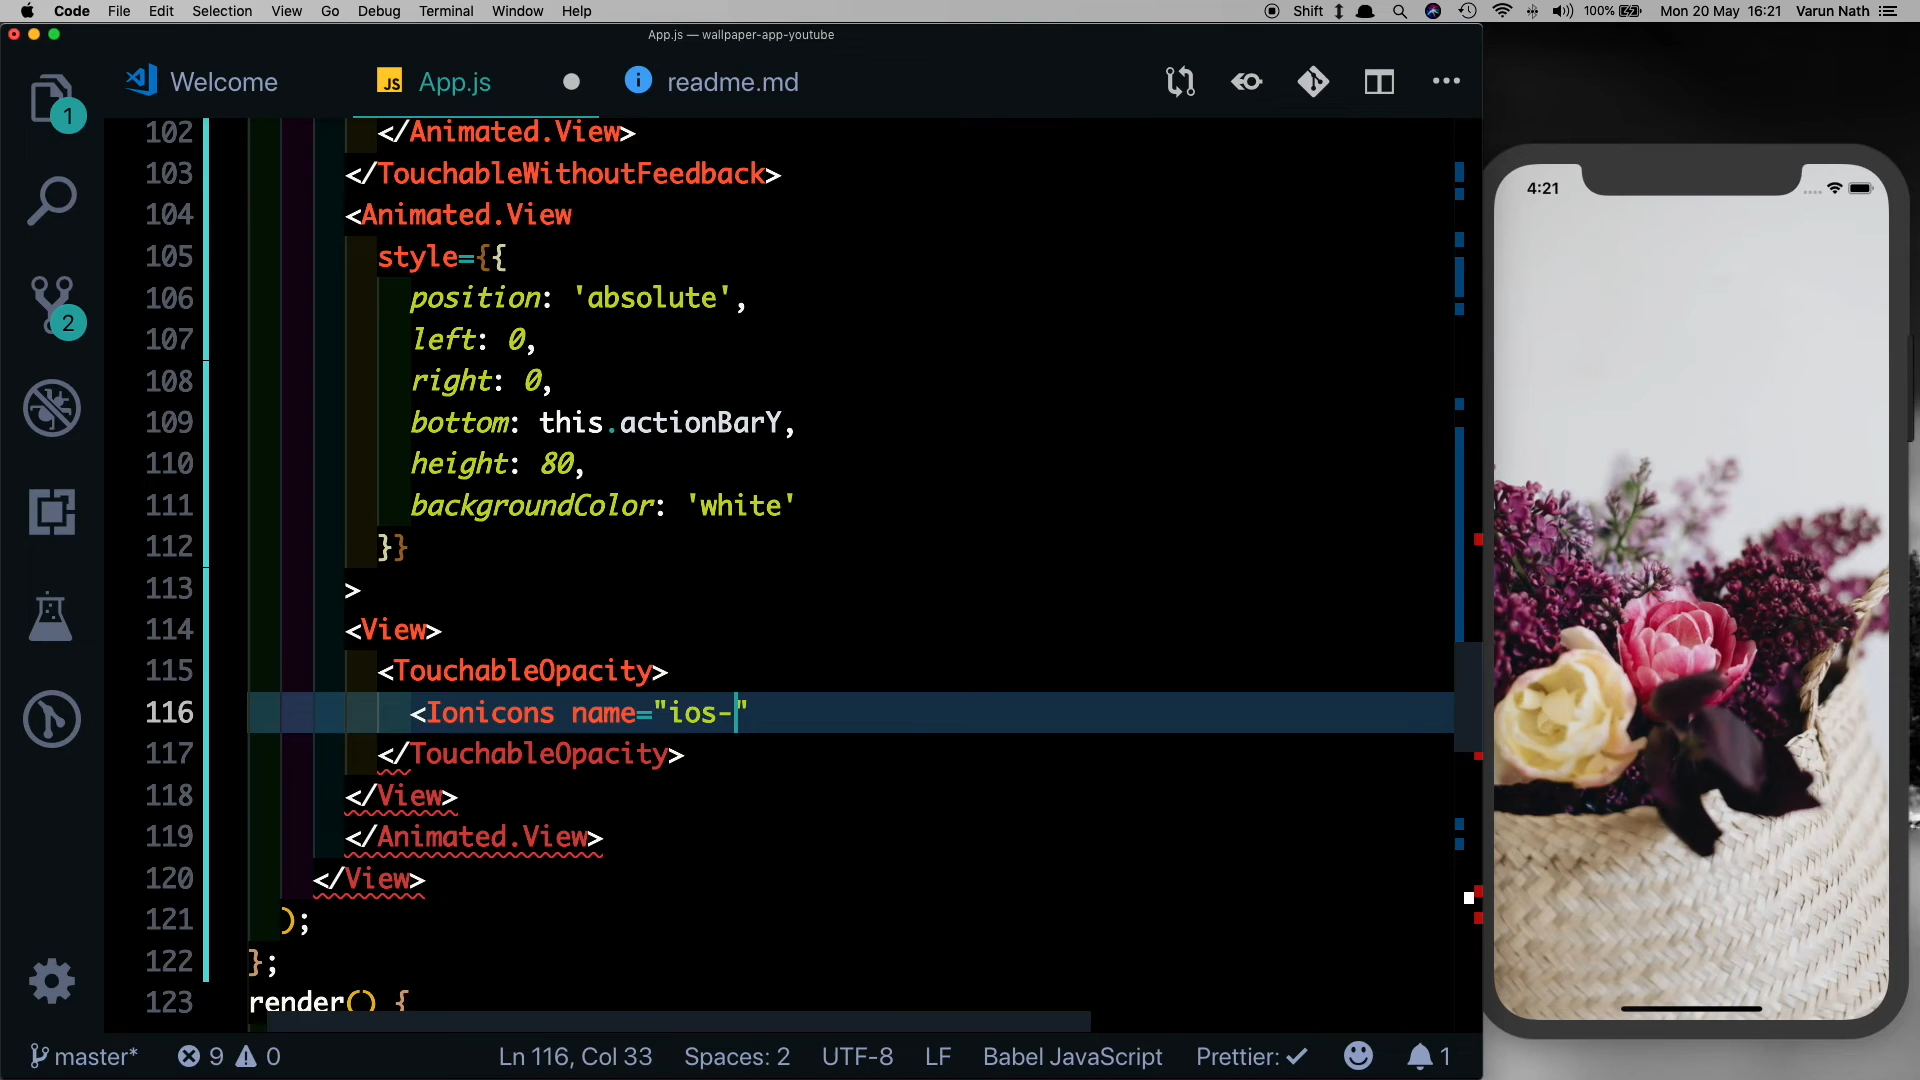 Code File Edit Selection View Go Debug Terminal Window Help Shift 100% Mon 20 May 16:21 Varun Nath
App.js — wallpaper-app-youtube
Welcome App.js readme.md
102 </Animated.View>
103 </TouchableWithoutFeedback>
104 <Animated.View
105 style={{
106 position: 'absolute',
107 left: 0,
108 right: 0,
109 bottom: this.actionBarY,
110 height: 80,
111 backgroundColor: 'white'
112 }}
113 >
114 <View>
115 <TouchableOpacity>
116 <Ionicons name="ios-"
117 </TouchableOpacity>
118 </View>
119 </Animated.View>
120 </View>
121 );
122 };
123 render() {
1
2
JS
master* 9 0 Ln 116, Col 33 Spaces: 2 UTF-8 LF Babel JavaScript Prettier: ✓ 1
4:21